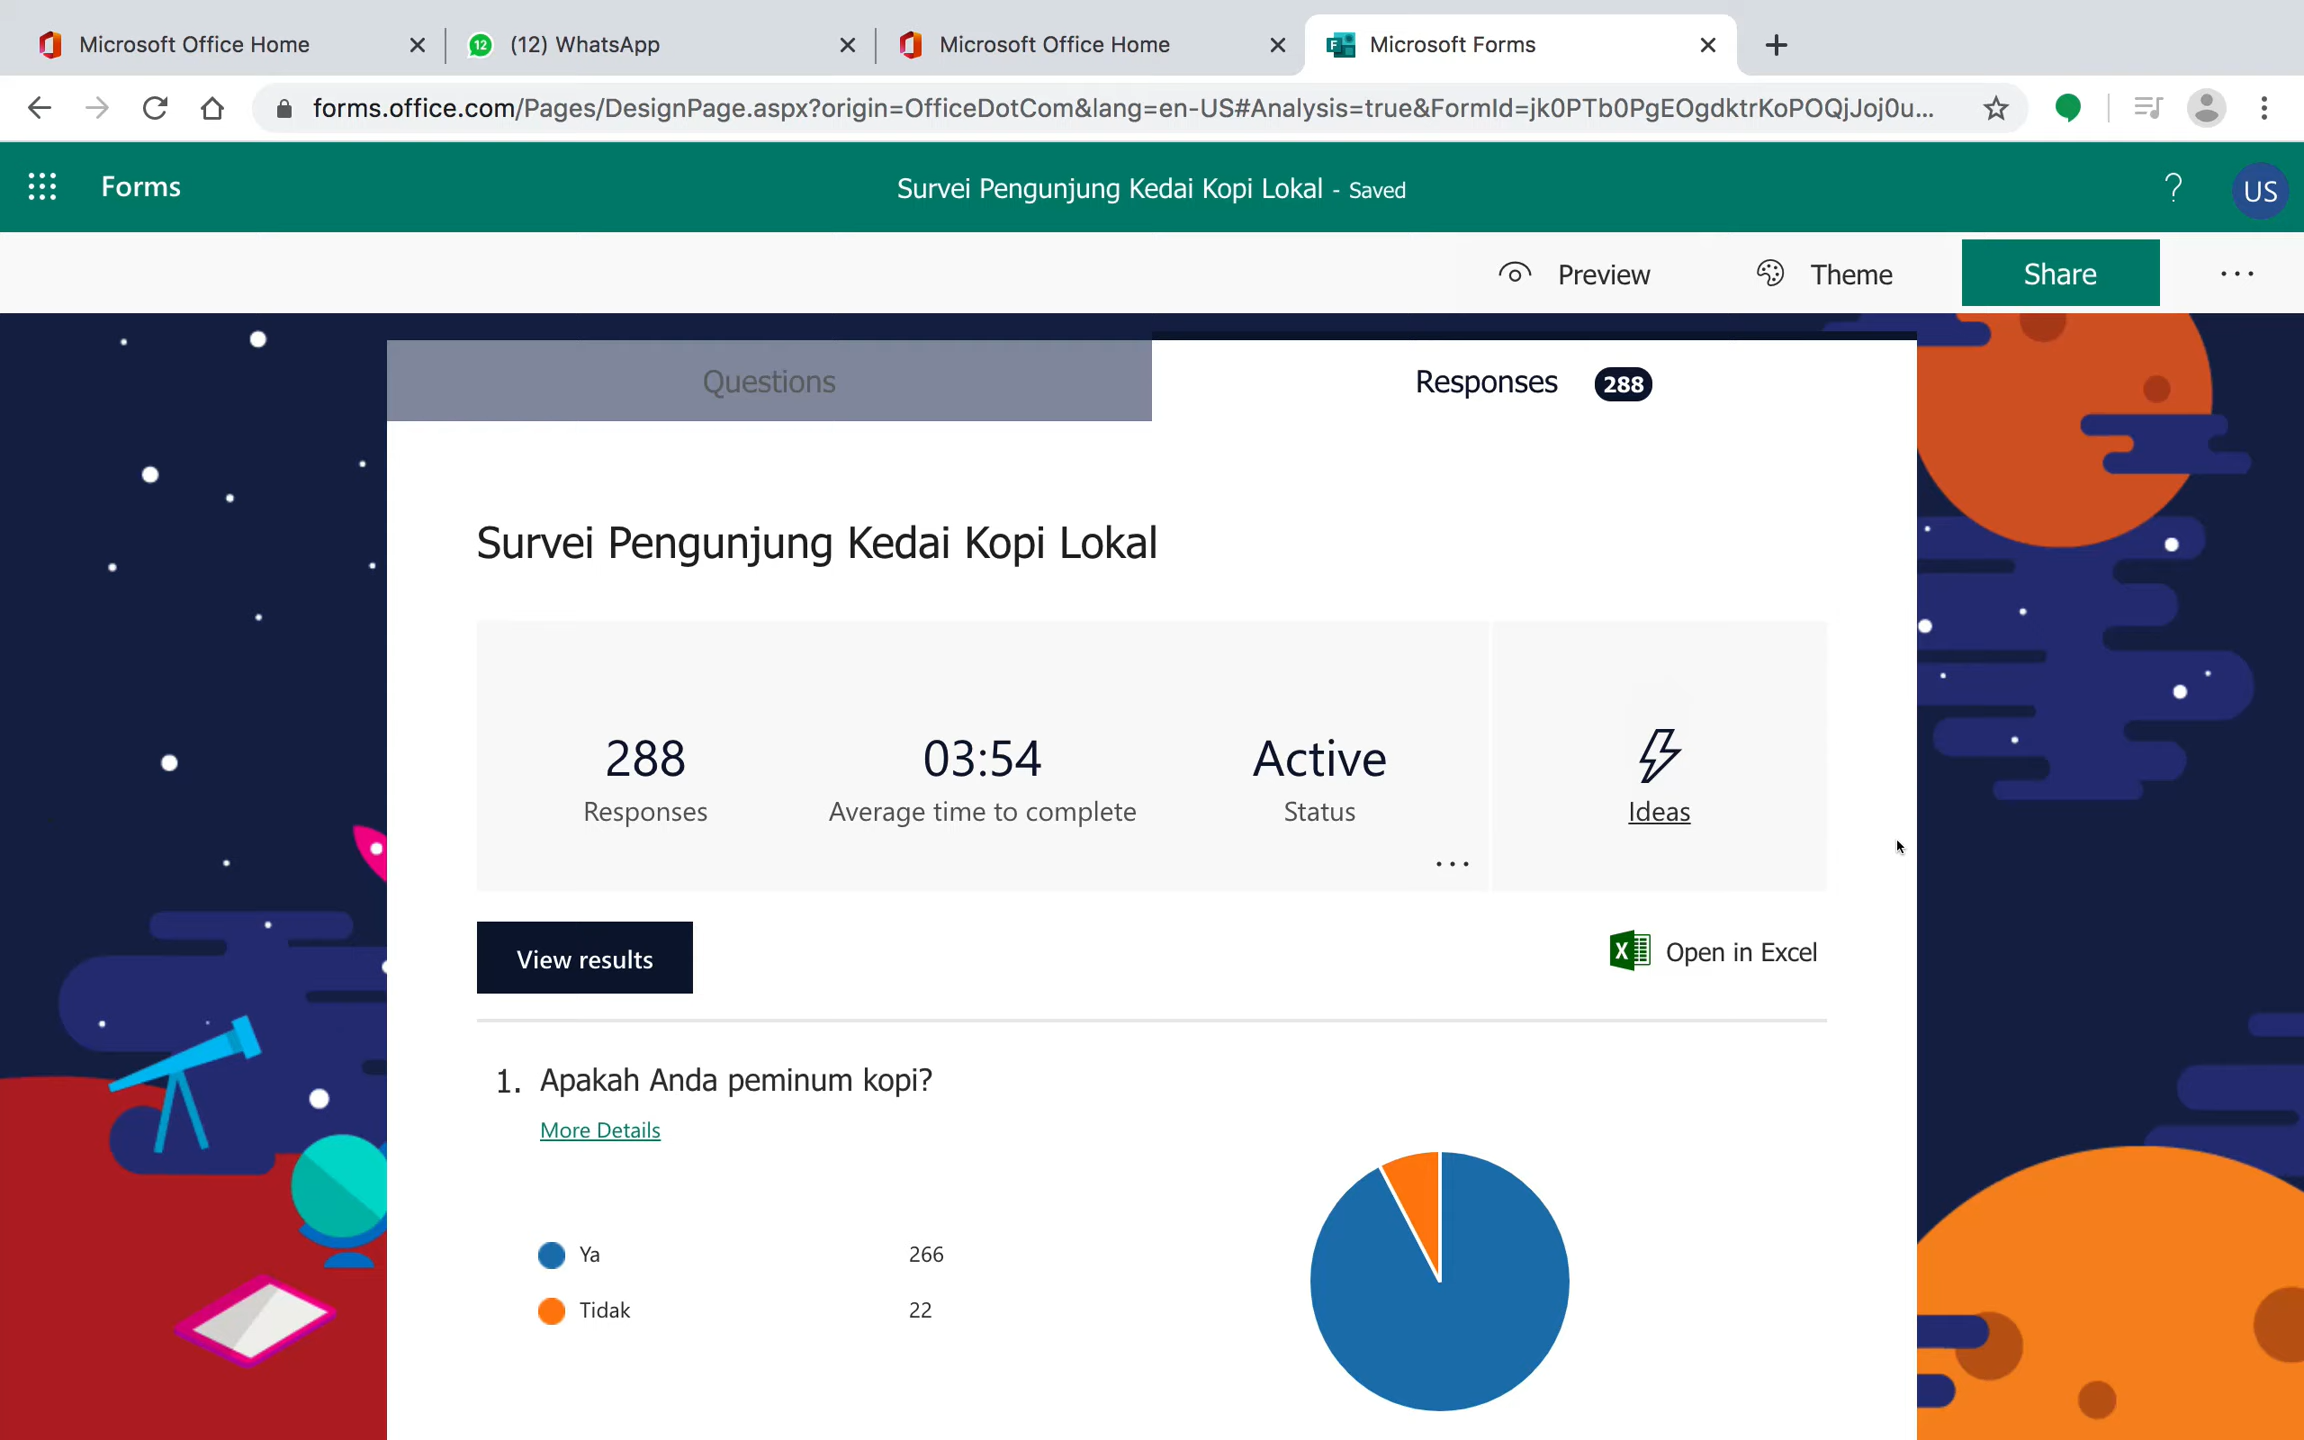 Microsoft Office Home
12 (12) WhatsApp
Microsoft Office Home
F Microsoft Forms
forms.office.com/Pages/DesignPage.aspx?origin=OfficeDotCom&lang=en-US#Analysis=true&FormId=jk0PTb0PgEOgdktrKoPOQjJoj0u...
Forms
Survei Pengunjung Kedai Kopi Lokal - Saved
?
US
Preview
Theme
Share
...
Questions
Responses 288
Survei Pengunjung Kedai Kopi Lokal
288
Responses
03:54
Average time to complete
Active
Status
...
Ideas
View results
X Open in Excel
1. Apakah Anda peminum kopi?
More Details
Ya 266
Tidak 22